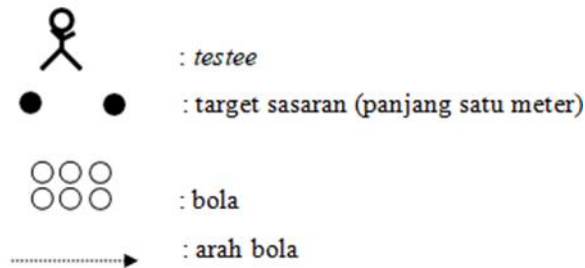 : testee
: target sasaran (panjang satu meter)
: bola
: arah bola